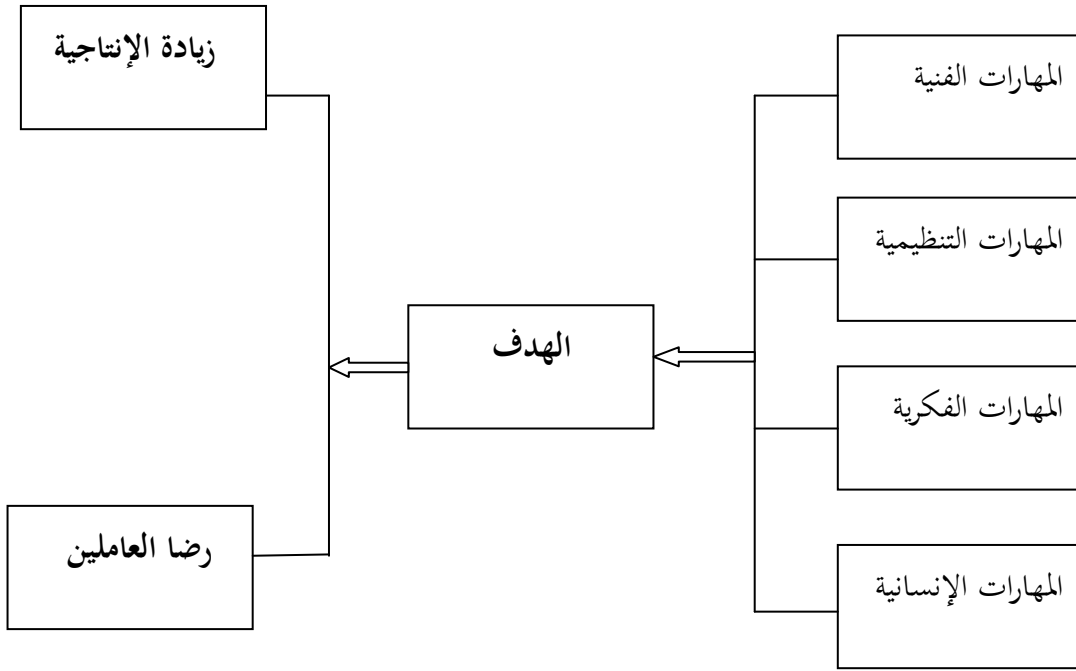 المهارات الفنية
المهارات التنظيمية
المهارات الفكرية
المهارات الإنسانية
الهدف
زيادة الإنتاجية
رضا العاملين